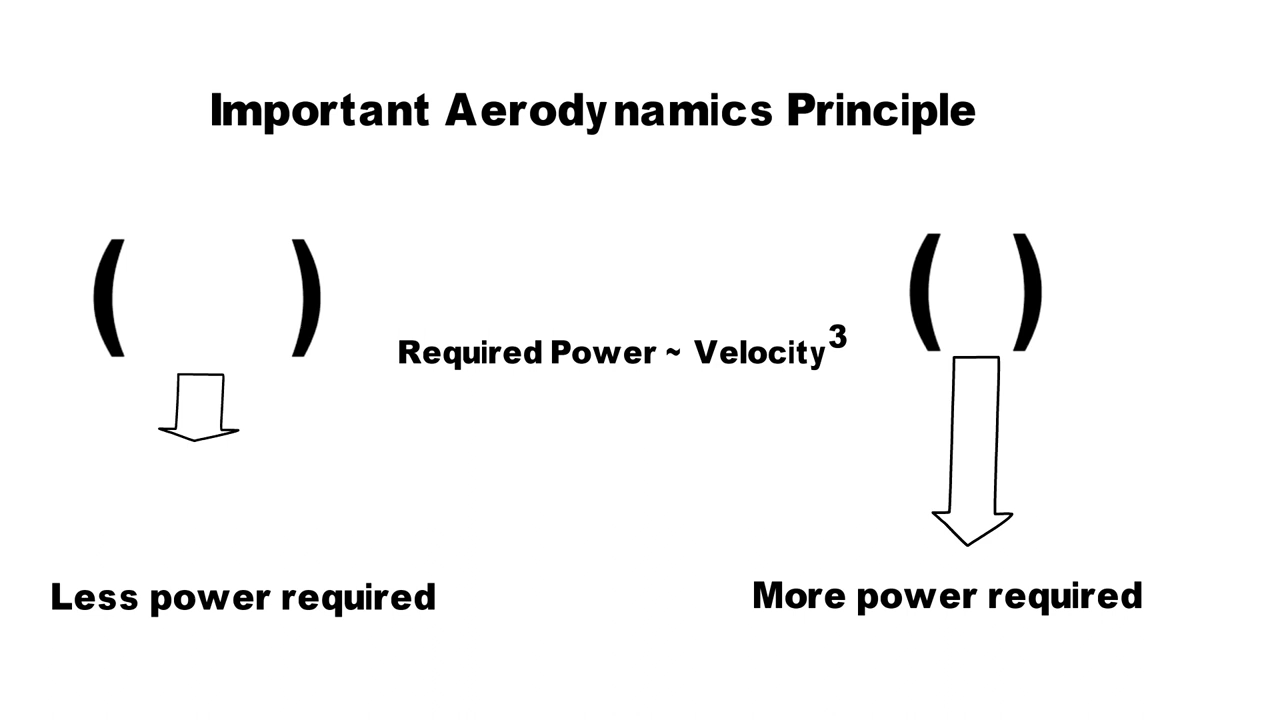 Important Aerodynamics Principle
( )
( )
Required Power ~ Velocity³
Less power required
More power required